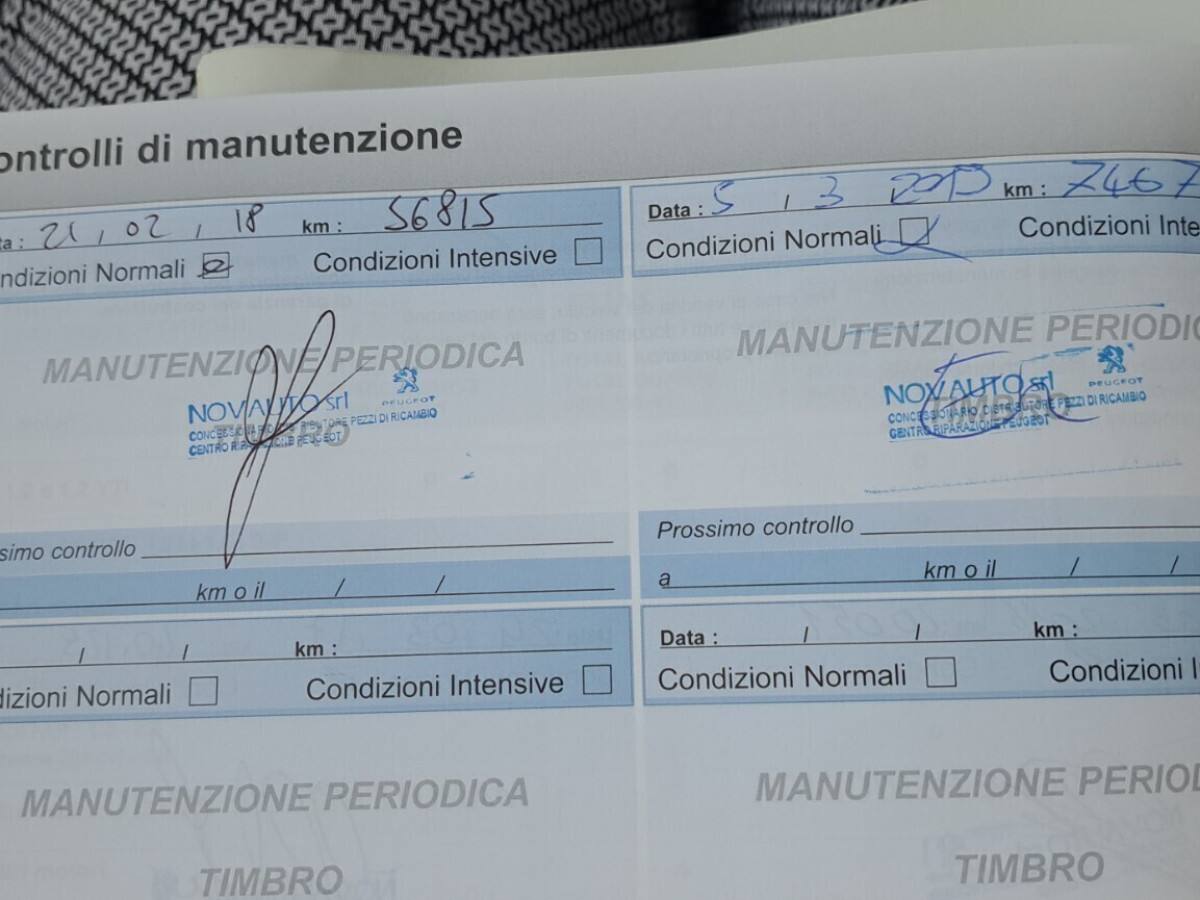 ontrolli di manutenzione
ta : 21 , 02 , 18 km : 56815
ndizioni Normali Condizioni Intensive
MANUTENZIONE PERIODICA
NOVAUTO srl
PEUGEOT
CONCESSIONARIO DISTRIBUTORE PEZZI DI RICAMBIO
CENTRO RIPARAZIONE PEUGEOT
TIMBRO
simo controllo
km o il / /
Data : 5 , 3 km : 7467
Condizioni Normali Condizioni Inte
MANUTENZIONE PERIODIC
NOVAUTO srl
PEUGEOT
CONCESSIONARIO DISTRIBUTORE PEZZI DI RICAMBIO
CENTRO RIPARAZIONE PEUGEOT
TIMBRO
Prossimo controllo
a km o il / /
/ / km :
dizioni Normali Condizioni Intensive
MANUTENZIONE PERIODICA
TIMBRO
Data : / / km :
Condizioni Normali Condizioni I
MANUTENZIONE PERIOD
TIMBRO